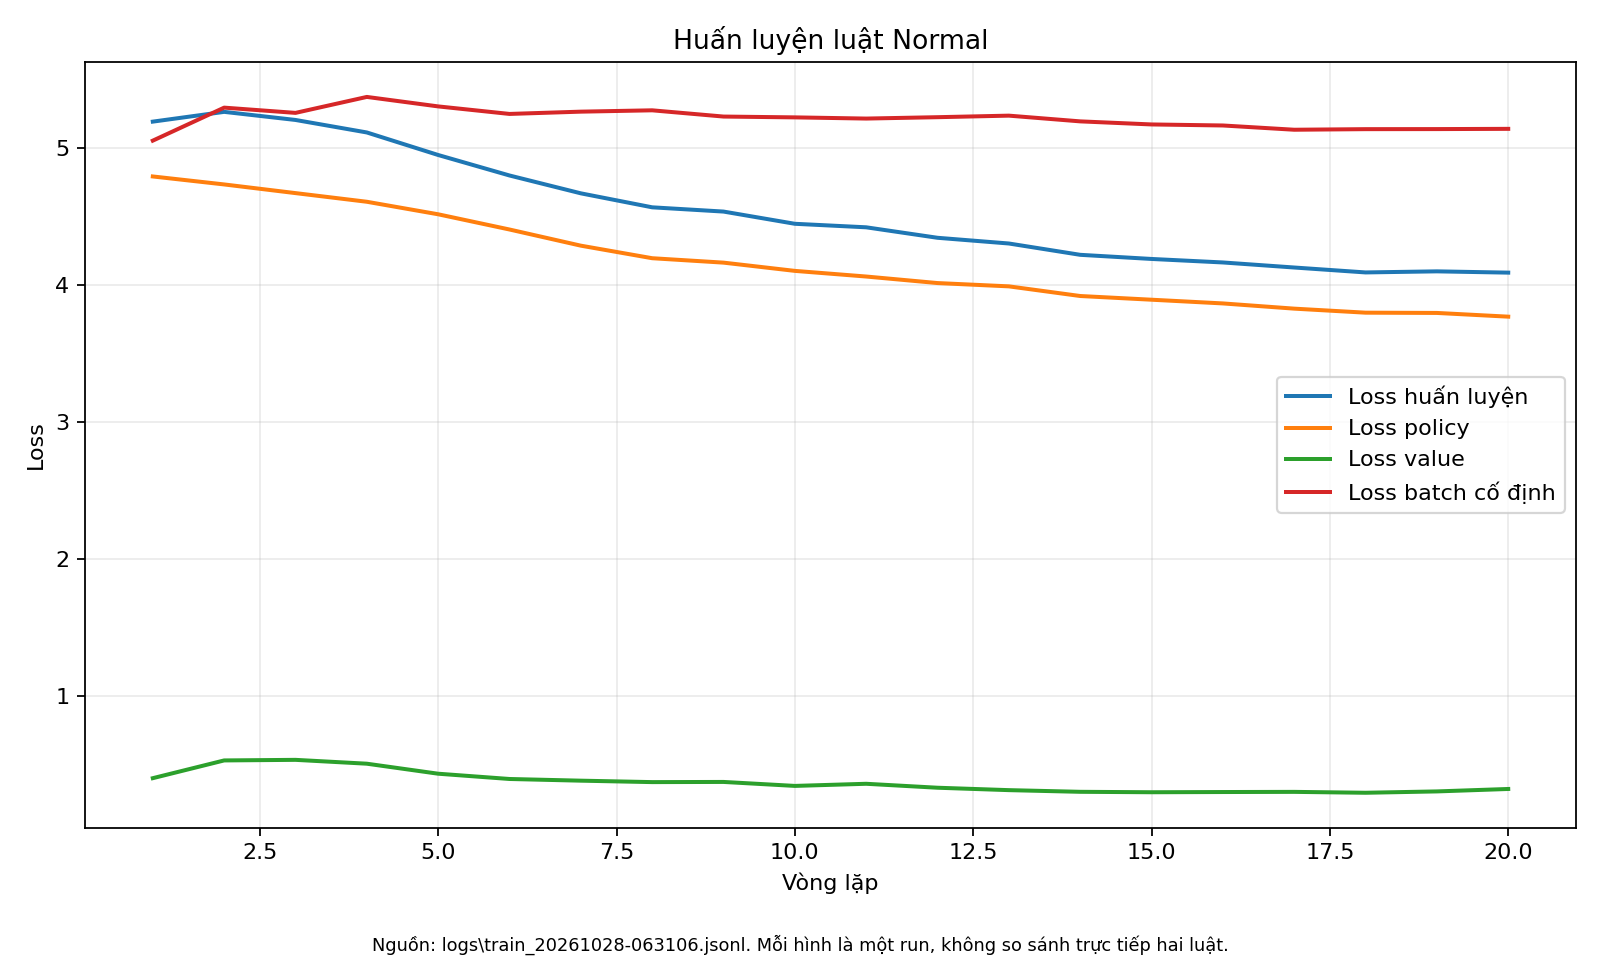 Huấn luyện luật Normal
Loss
5
4
3
2
1
Loss huấn luyện
Loss policy
Loss value
Loss batch cố định
2.5 5.0 7.5 10.0 12.5 15.0 17.5 20.0
Vòng lặp
Nguồn: logs\train_20261028-063106.jsonl. Mỗi hình là một run, không so sánh trực tiếp hai luật.